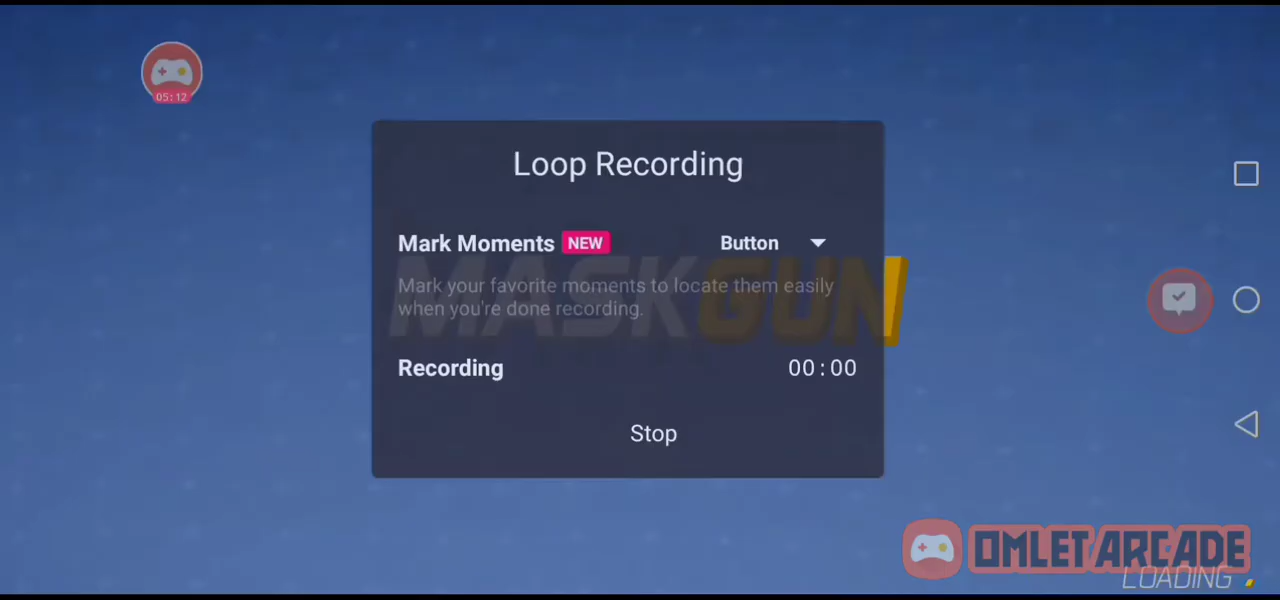 05:12
Loop Recording
Mark Moments NEW Button
Mark your favorite moments to locate them easily
when you're done recording.
MASKGUN
Recording 00:00
Stop
OMLET ARCADE
LOADING